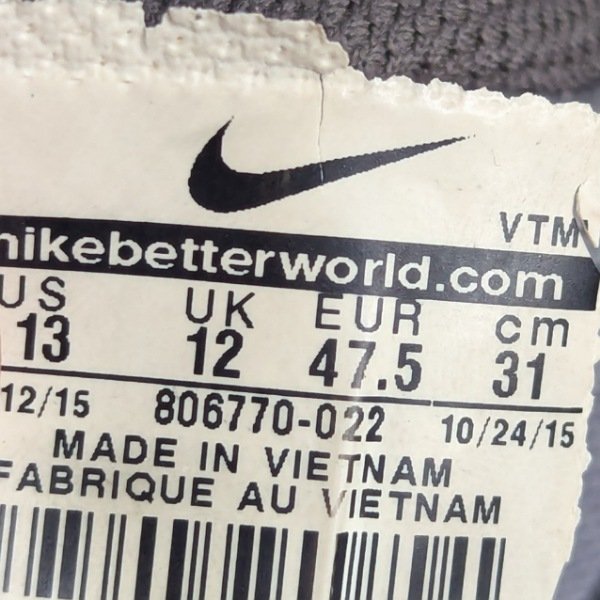 VTM
nikebetterworld.com
US UK EUR cm
13 12 47.5 31
12/15 806770-022 10/24/15
MADE IN VIETNAM
FABRIQUE AU VIETNAM